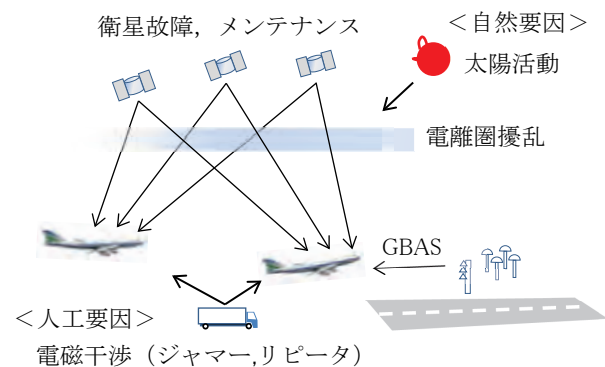 衛星故障，メンテナンス
＜自然要因＞
太陽活動
電離圏擾乱
GBAS
＜人工要因＞
電磁干渉（ジャマー,リピータ）